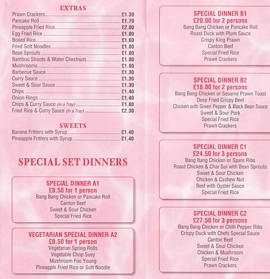 EXTRAS
Prawn Crackers £1.30
Pancake Roll £1.70
Pineapple Fried Rice £2.00
Egg Fried Rice £1.80
Boiled Rice £1.70
Fried Soft Noodles £1.80
Bean Sprouts £1.80
Bamboo Shoots & Water Chestnuts £1.80
Mushrooms £1.80
Barbecue Sauce £1.30
Curry Sauce £1.30
Sweet & Sour Sauce £1.30
Chips £1.40
Onion Rings £1.40
Chips & Curry Sauce (in a Tray) £1.80
Fried Rice & Curry Sauce (in a Tray) £2.30
SWEETS
Banana Fritters with Syrup £1.40
Pineapple Fritters with Syrup £1.40
SPECIAL SET DINNERS
SPECIAL DINNER A1
£8.50 for 1 person
Bang Bang Chicken or Pancake Roll
Canton Beef
Sweet & Sour Chicken
Special Fried Rice
VEGETARIAN SPECIAL DINNER A2
£8.50 for 1 person
Vegetarian Spring Rolls
Vegetable Chop Suey
Mushroom Foo Young
Pineapple Fried Rice or Soft Noodle
SPECIAL DINNER B1
£20.00 for 2 persons
Bang Bang Chicken or Pancake Roll
Roast Duck with Plum Sauce
Crispy King Prawn
Canton Beef
Special Fried Rice
Prawn Crackers
SPECIAL DINNER B2
£18.00 for 2 persons
Bang Bang Chicken or Sesame Prawn Toast
Deep Fried Crispy Beef
Chicken with Green Pepper & Black Bean Sauce
Sweet & Sour Pork
Special Fried Rice
Prawn Crackers
SPECIAL DINNER C1
£24.50 for 3 persons
Bang Bang Chicken or Spare Ribs
Roast Chicken & Char Sui with Bean Sprouts
Sweet & Sour Chicken
Chicken & Cashew Nut
Beef with Oyster Sauce
Special Fried Rice
Prawn Crackers
SPECIAL DINNER C2
£27.50 for 3 persons
Bang Bang Chicken or Chilli Pepper Ribs
Crispy Duck with Chefs Special Sauce
Canton Beef
Sweet & Sour Chicken
Chicken & Mushroom
Special Fried Rice
Prawn Crackers